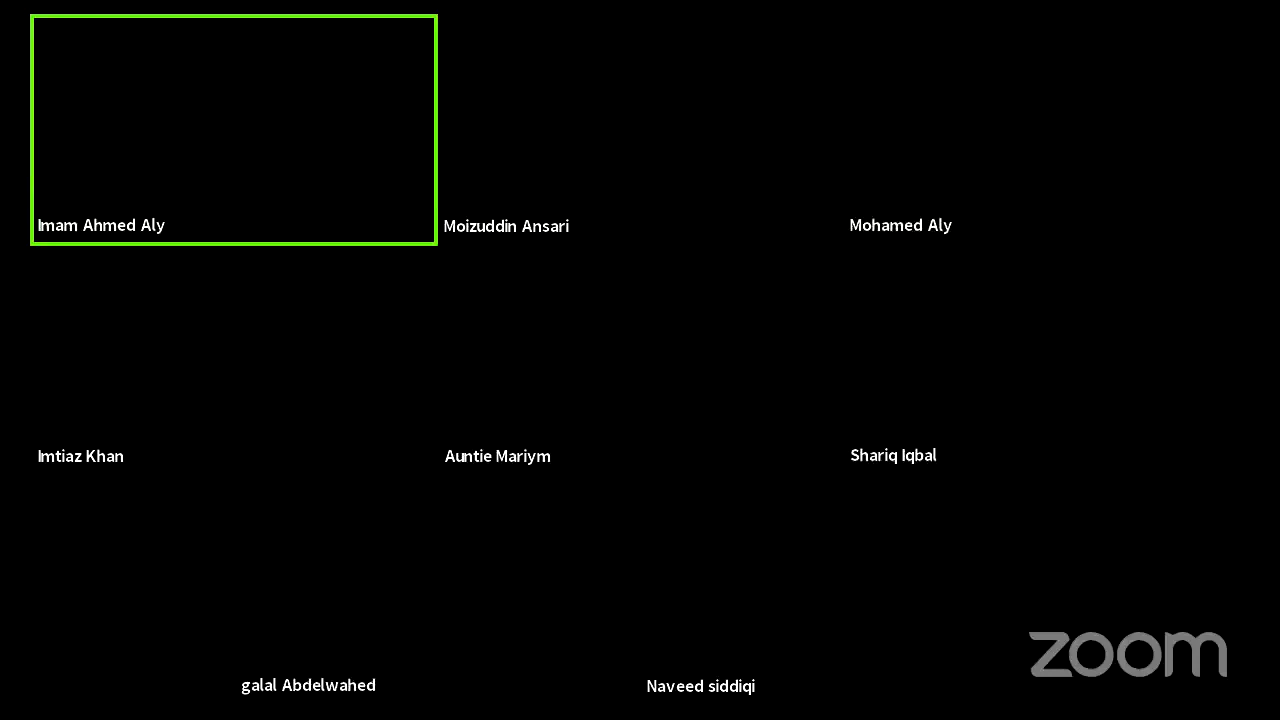 Imam Ahmed Aly
Moizuddin Ansari
Mohamed Aly
Imtiaz Khan
Auntie Mariym
Shariq Iqbal
galal Abdelwahed
Naveed siddiqi
zoom